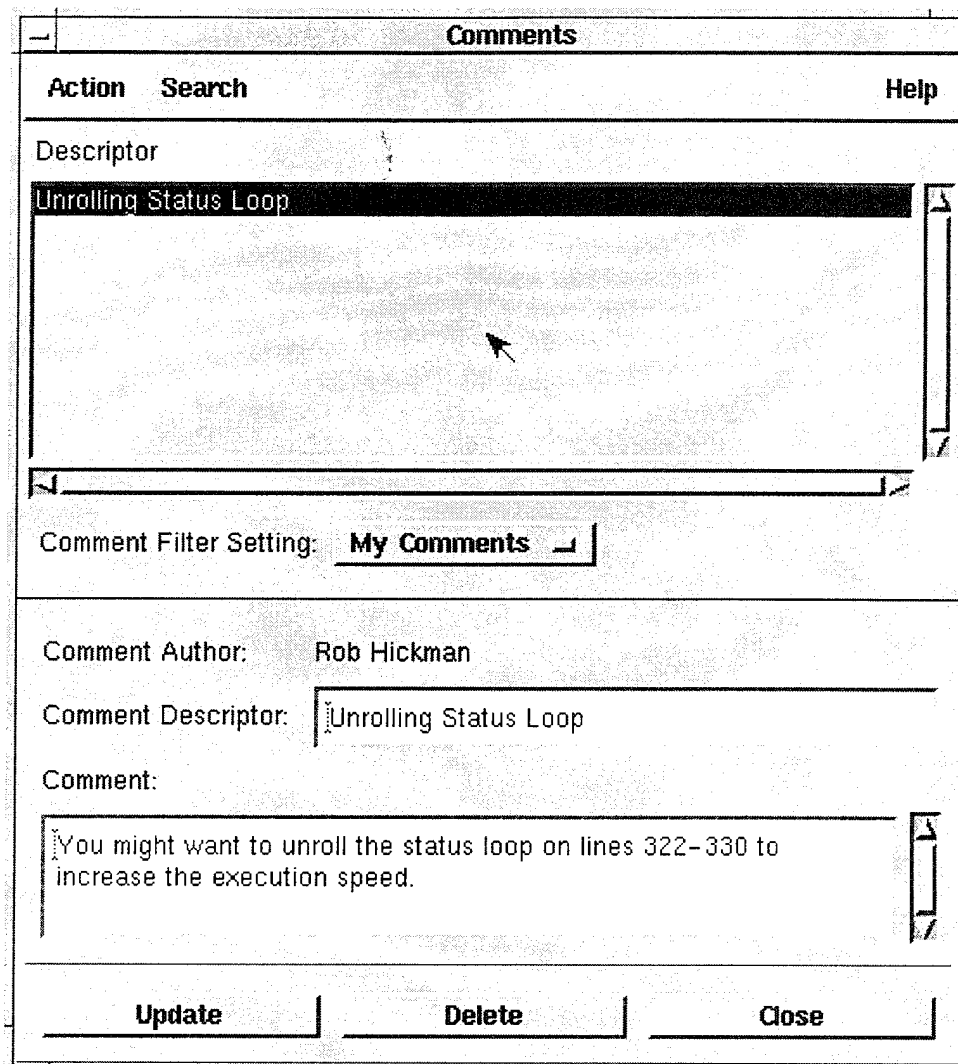 Comments
Action Search Help
Descriptor
Unrolling Status Loop
Comment Filter Setting: My Comments
Comment Author: Rob Hickman
Comment Descriptor: Unrolling Status Loop
Comment:
You might want to unroll the status loop on lines 322-330 to
increase the execution speed.
Update Delete Close